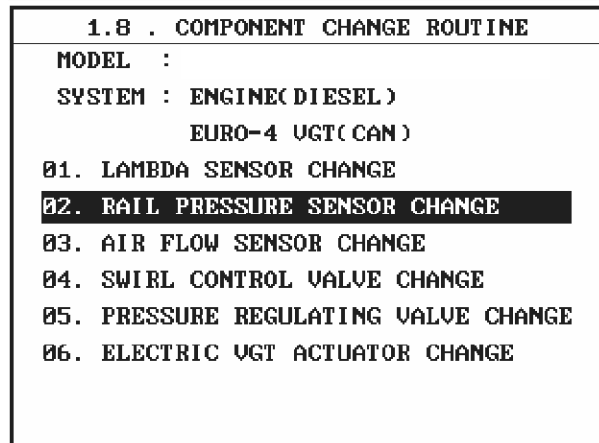 1.8 . COMPONENT CHANGE ROUTINE
MODEL :
SYSTEM : ENGINE(DIESEL)
EURO-4 VGT(CAN)
01. LAMBDA SENSOR CHANGE
02. RAIL PRESSURE SENSOR CHANGE
03. AIR FLOW SENSOR CHANGE
04. SWIRL CONTROL VALVE CHANGE
05. PRESSURE REGULATING VALVE CHANGE
06. ELECTRIC VGT ACTUATOR CHANGE